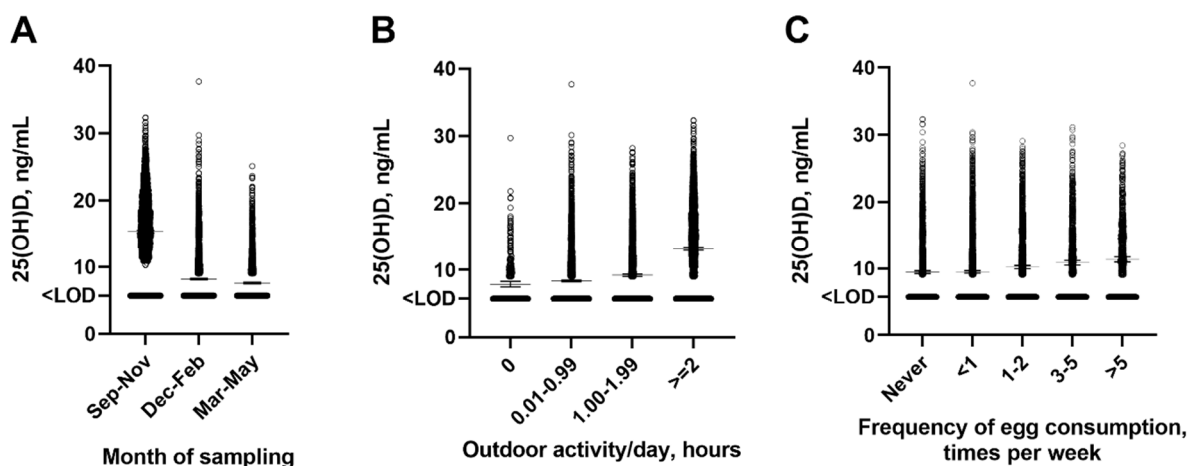 A
25(OH)D, ng/mL
40
30
20
10
<LOD
0
Sep-Nov
Dec-Feb
Mar-May
Month of sampling
B
25(OH)D, ng/mL
40
30
20
10
<LOD
0
0
0.01-0.99
1.00-1.99
>=2
Outdoor activity/day, hours
C
25(OH)D, ng/mL
40
30
20
10
<LOD
0
Never
<1
1-2
3-5
>5
Frequency of egg consumption,
times per week